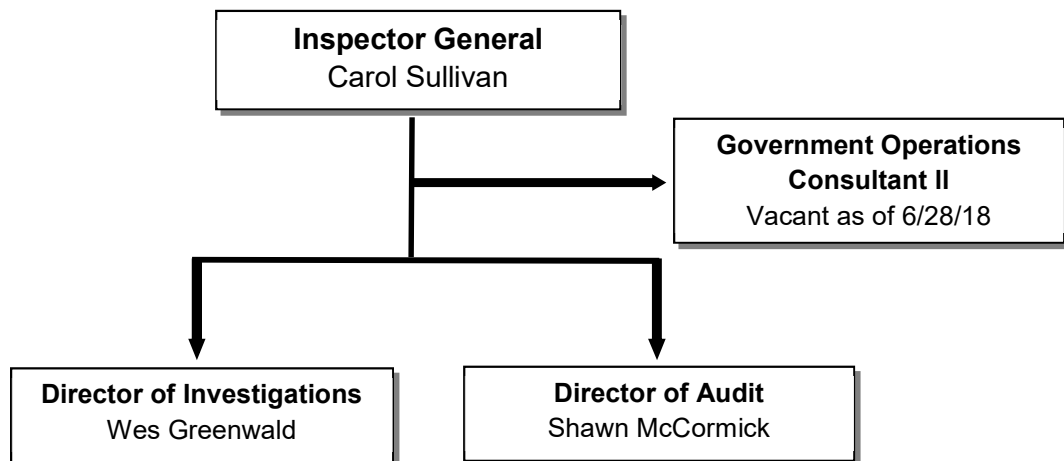 Inspector General
Carol Sullivan
Government Operations
Consultant II
Vacant as of 6/28/18
Director of Investigations
Wes Greenwald
Director of Audit
Shawn McCormick